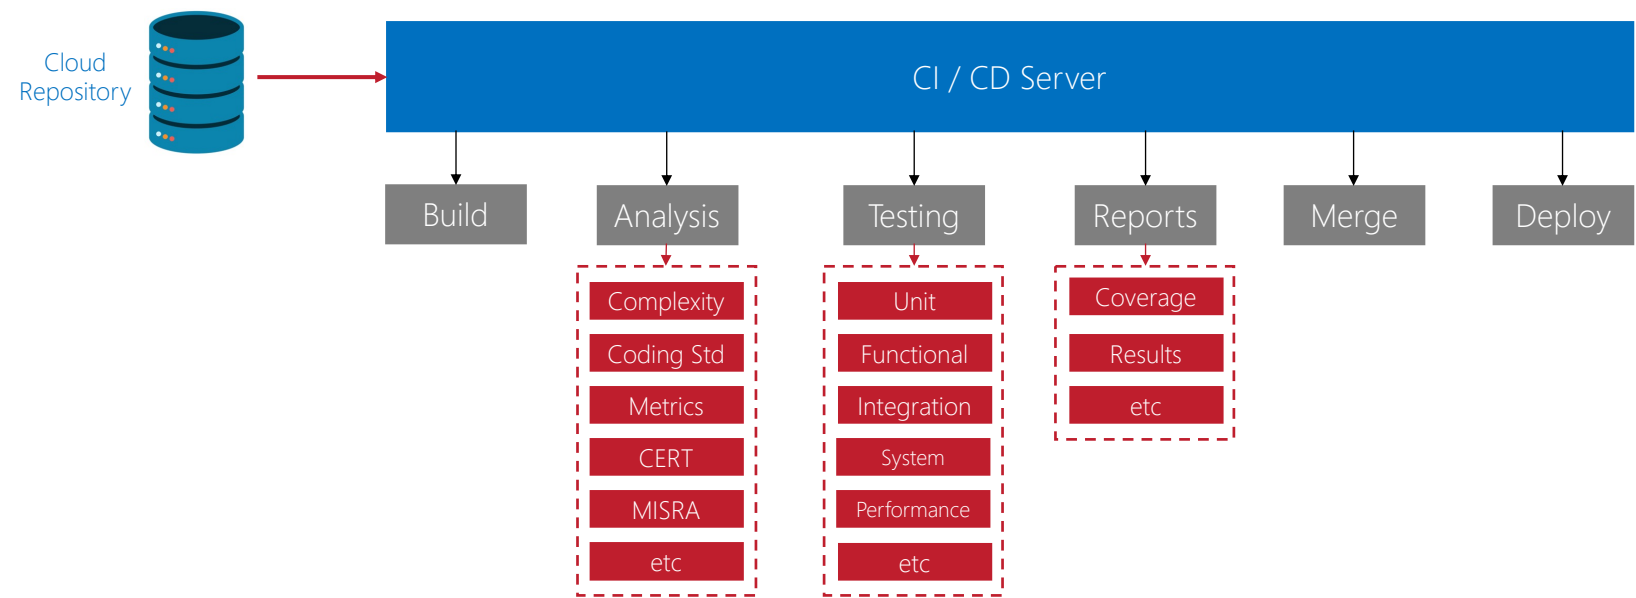 Cloud
Repository
CI / CD Server
Build
Analysis
Testing
Reports
Merge
Deploy
Complexity
Coding Std
Metrics
CERT
MISRA
etc
Unit
Functional
Integration
System
Performance
etc
Coverage
Results
etc